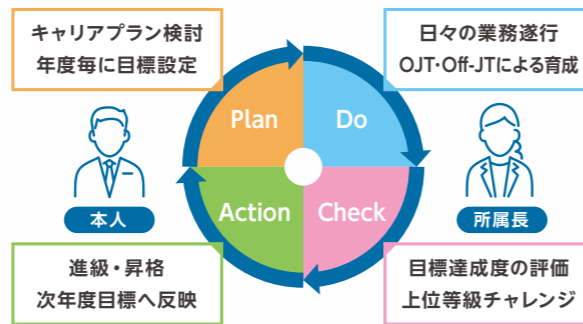 キャリアプラン検討
年度毎に目標設定
日々の業務遂行
OJT・Off-JTによる育成
Plan
Do
本人
Action
Check
所属長
進級・昇格
次年度目標へ反映
目標達成度の評価
上位等級チャレンジ